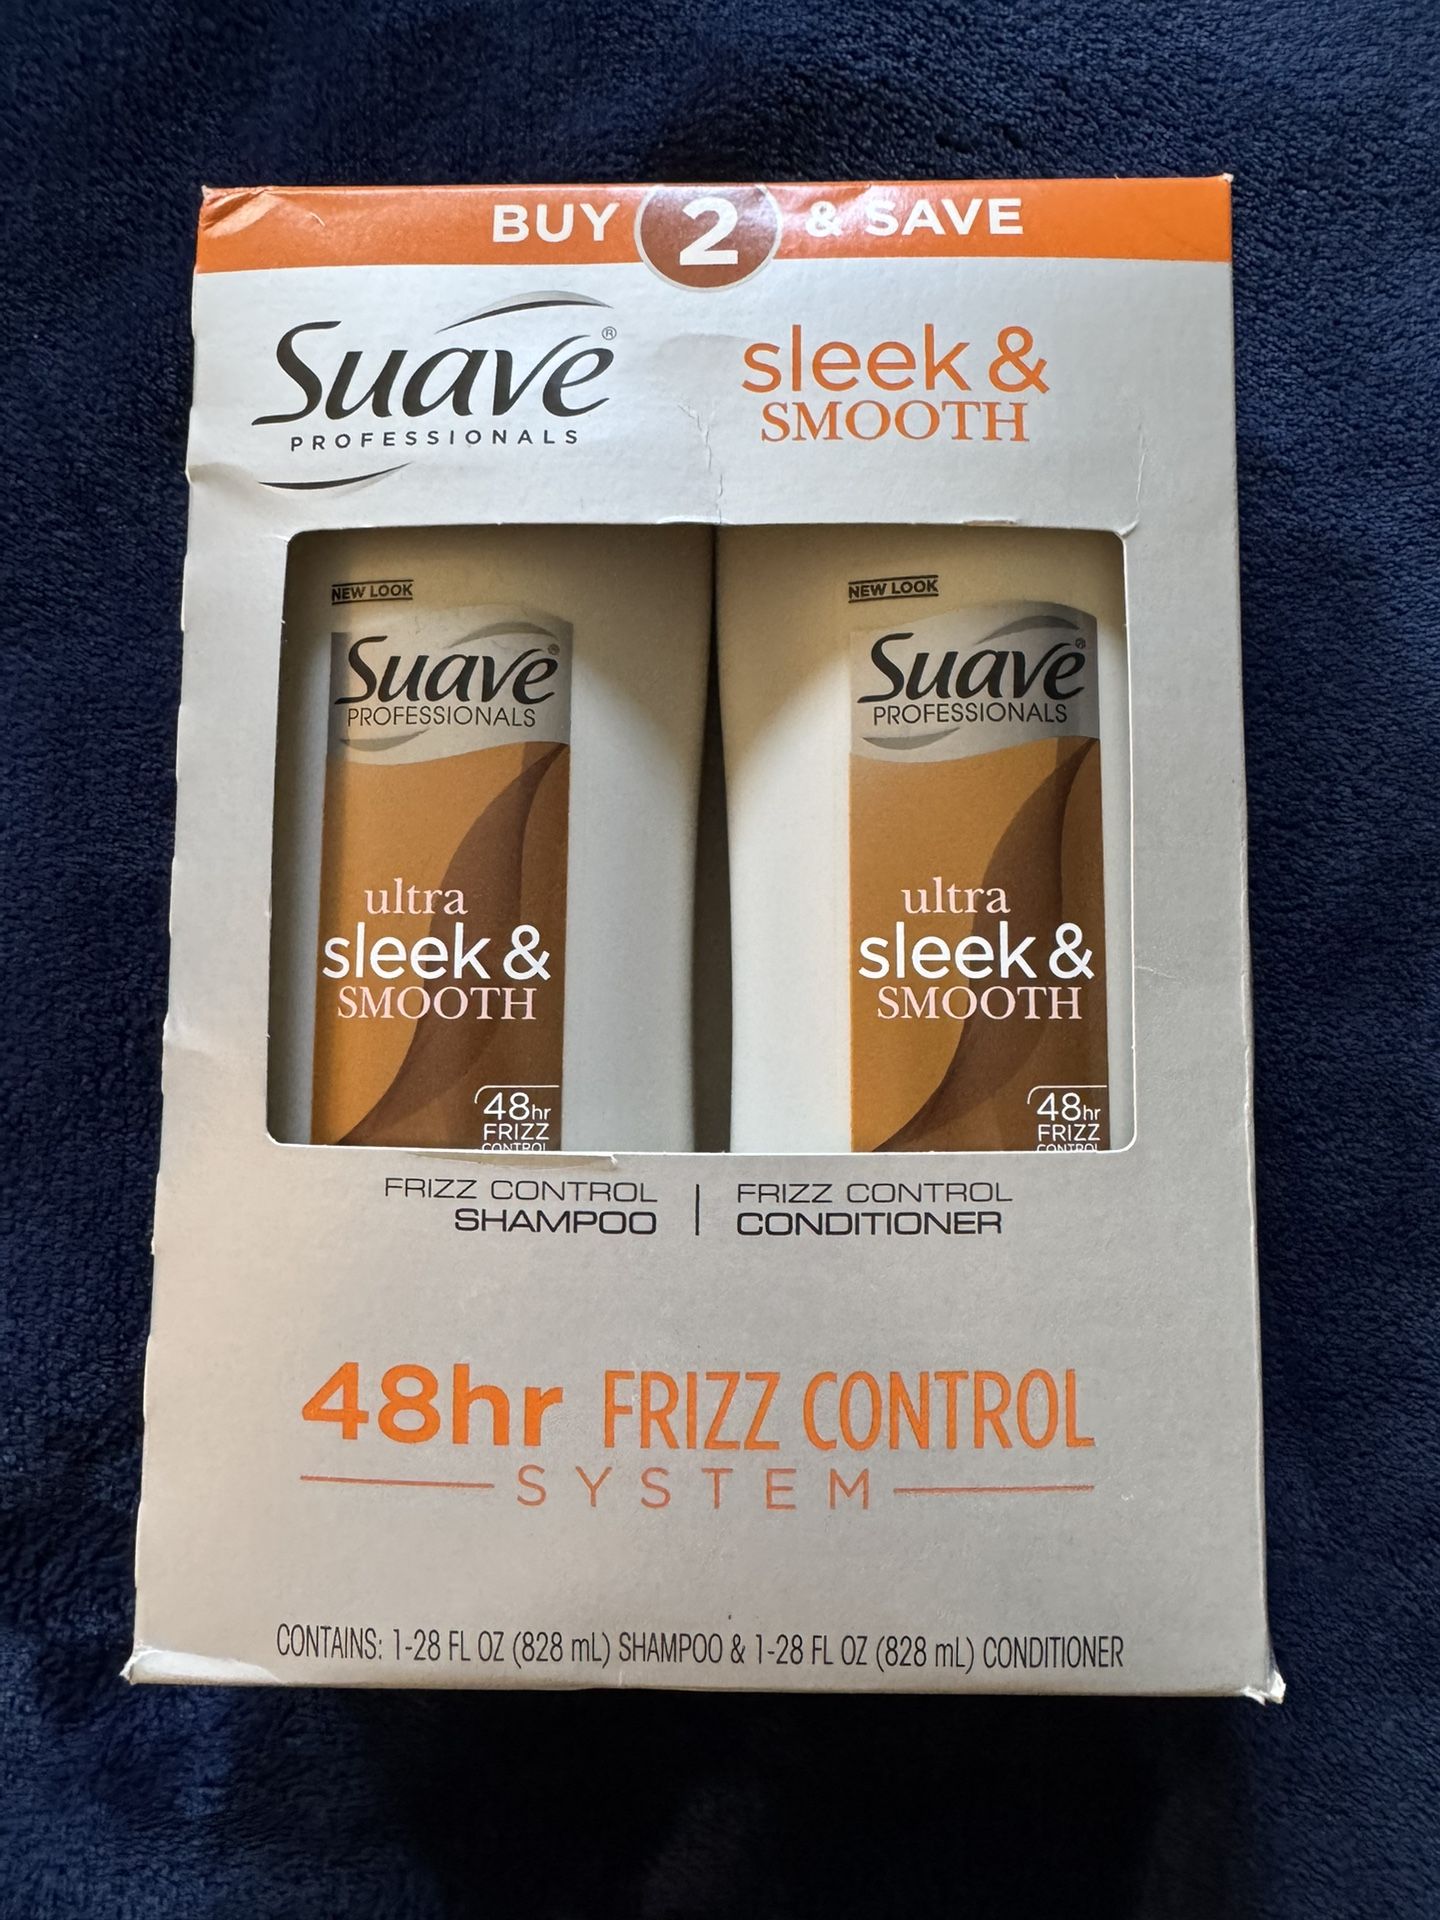 BUY 2 & SAVE
Suave®
PROFESSIONALS
sleek &
SMOOTH
NEW LOOK
Suave®
PROFESSIONALS
ultra
sleek &
SMOOTH
48hr
FRIZZ
CONTROL
NEW LOOK
Suave®
PROFESSIONALS
ultra
sleek &
SMOOTH
48hr
FRIZZ
CONTROL
FRIZZ CONTROL
SHAMPOO
FRIZZ CONTROL
CONDITIONER
48hr FRIZZ CONTROL
SYSTEM
CONTAINS: 1-28 FL OZ (828 mL) SHAMPOO & 1-28 FL OZ (828 mL) CONDITIONER